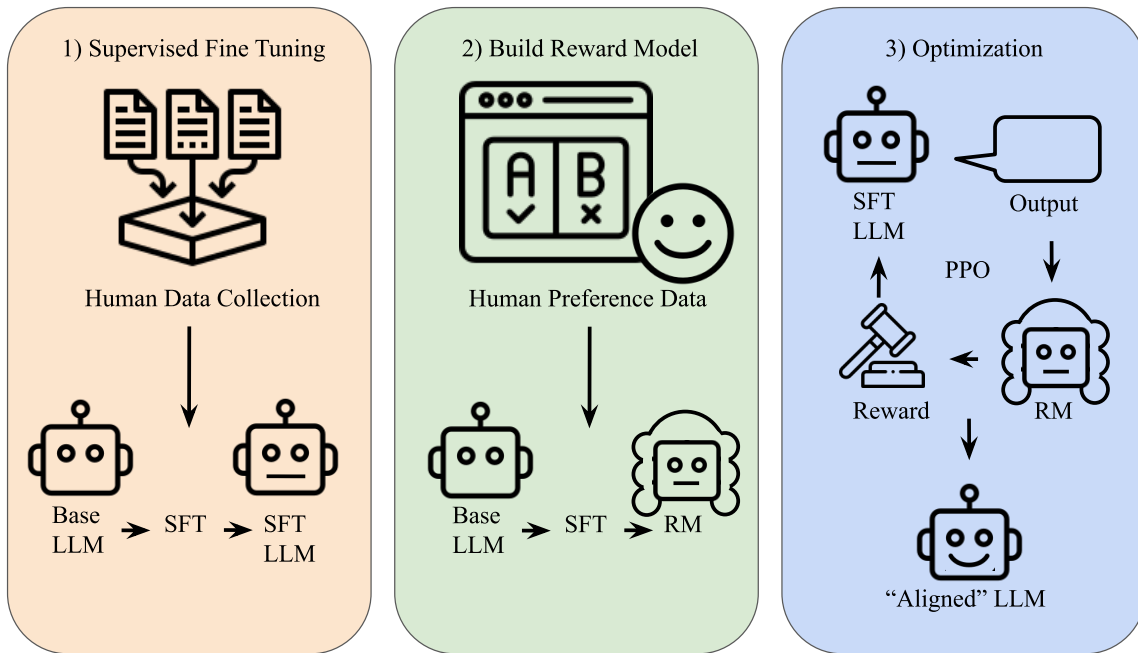 1) Supervised Fine Tuning
Human Data Collection
Base
LLM
SFT
SFT
LLM
2) Build Reward Model
A
B
Human Preference Data
Base
LLM
SFT
RM
3) Optimization
SFT
LLM
Output
PPO
Reward
RM
“Aligned” LLM